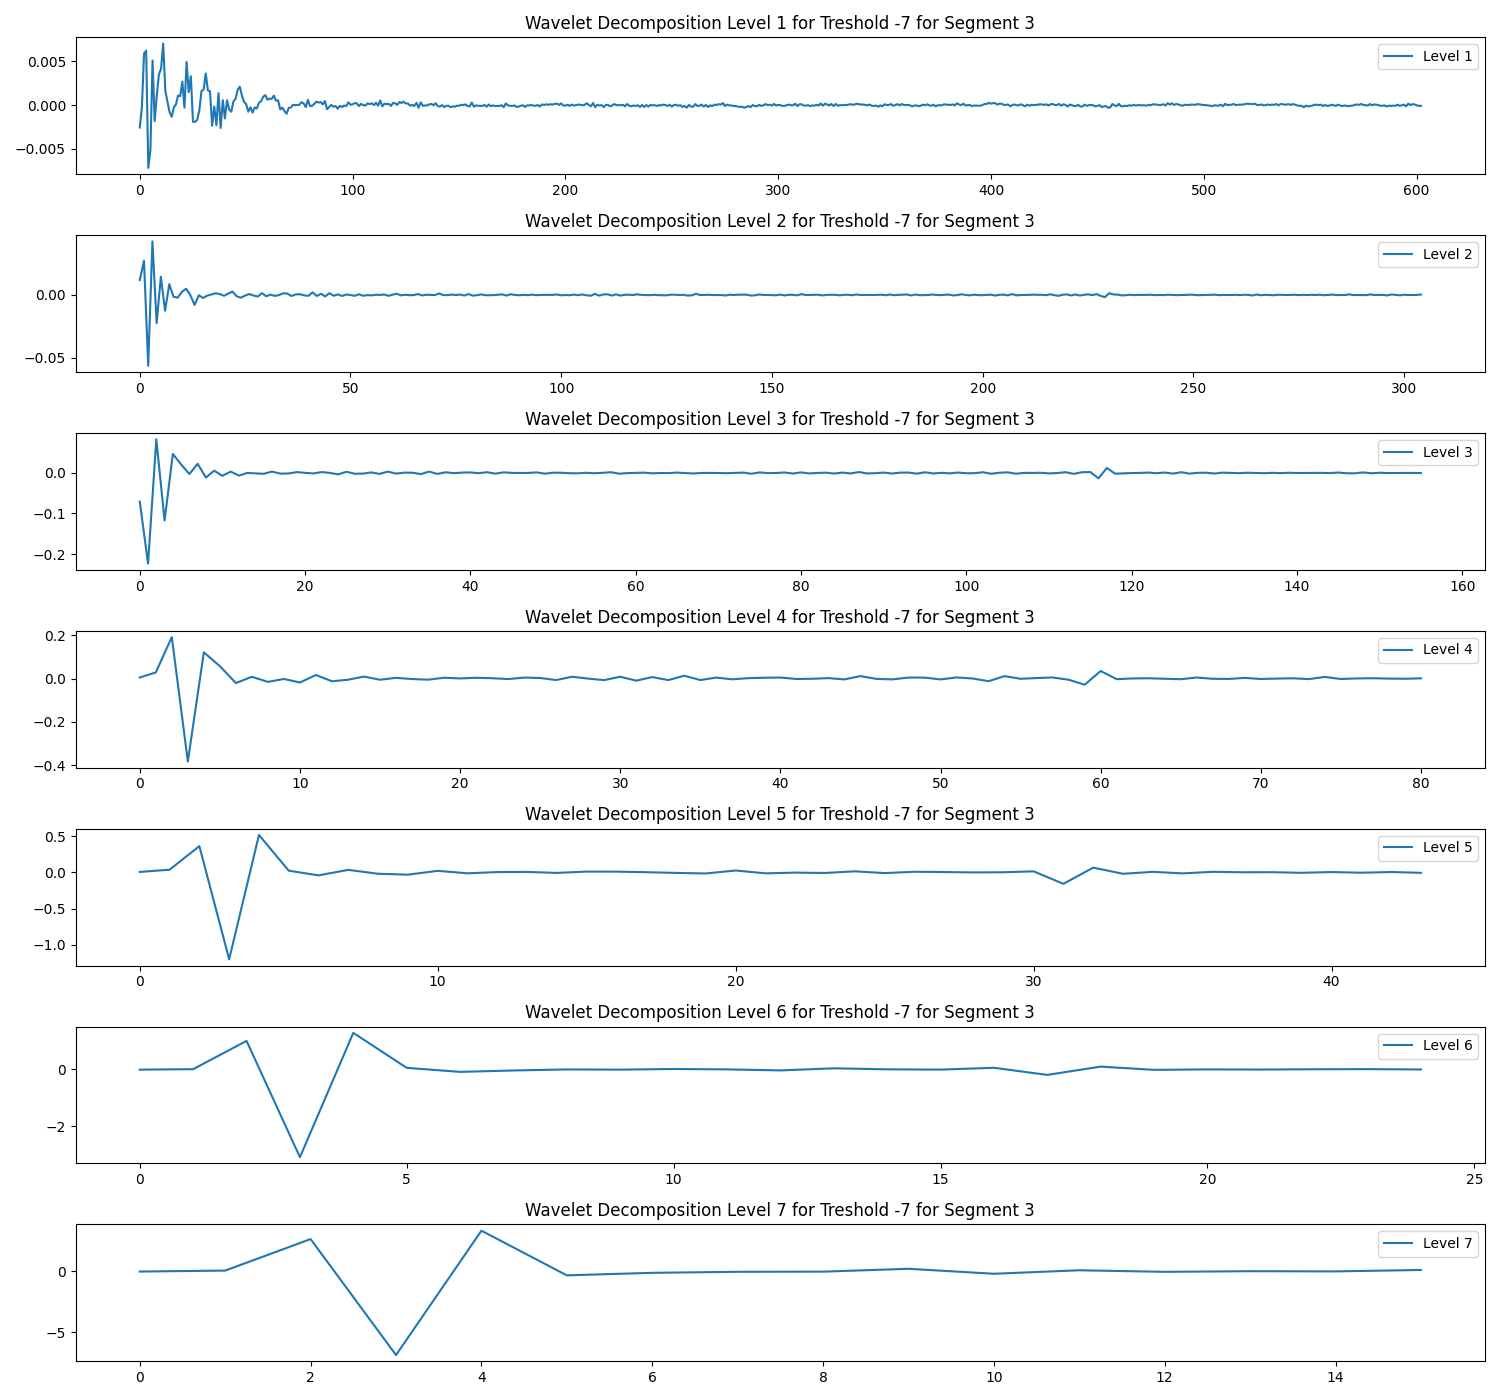 Wavelet Decomposition Level 1 for Treshold -7 for Segment 3
Level 1
0.005
0.000
−0.005
0 100 200 300 400 500 600
Wavelet Decomposition Level 2 for Treshold -7 for Segment 3
Level 2
0.00
−0.05
0 50 100 150 200 250 300
Wavelet Decomposition Level 3 for Treshold -7 for Segment 3
Level 3
0.0
−0.1
−0.2
0 20 40 60 80 100 120 140 160
Wavelet Decomposition Level 4 for Treshold -7 for Segment 3
Level 4
0.2
0.0
−0.2
−0.4
0 10 20 30 40 50 60 70 80
Wavelet Decomposition Level 5 for Treshold -7 for Segment 3
Level 5
0.5
0.0
−0.5
−1.0
0 10 20 30 40
Wavelet Decomposition Level 6 for Treshold -7 for Segment 3
Level 6
0
−2
0 5 10 15 20 25
Wavelet Decomposition Level 7 for Treshold -7 for Segment 3
Level 7
0
−5
0 2 4 6 8 10 12 14